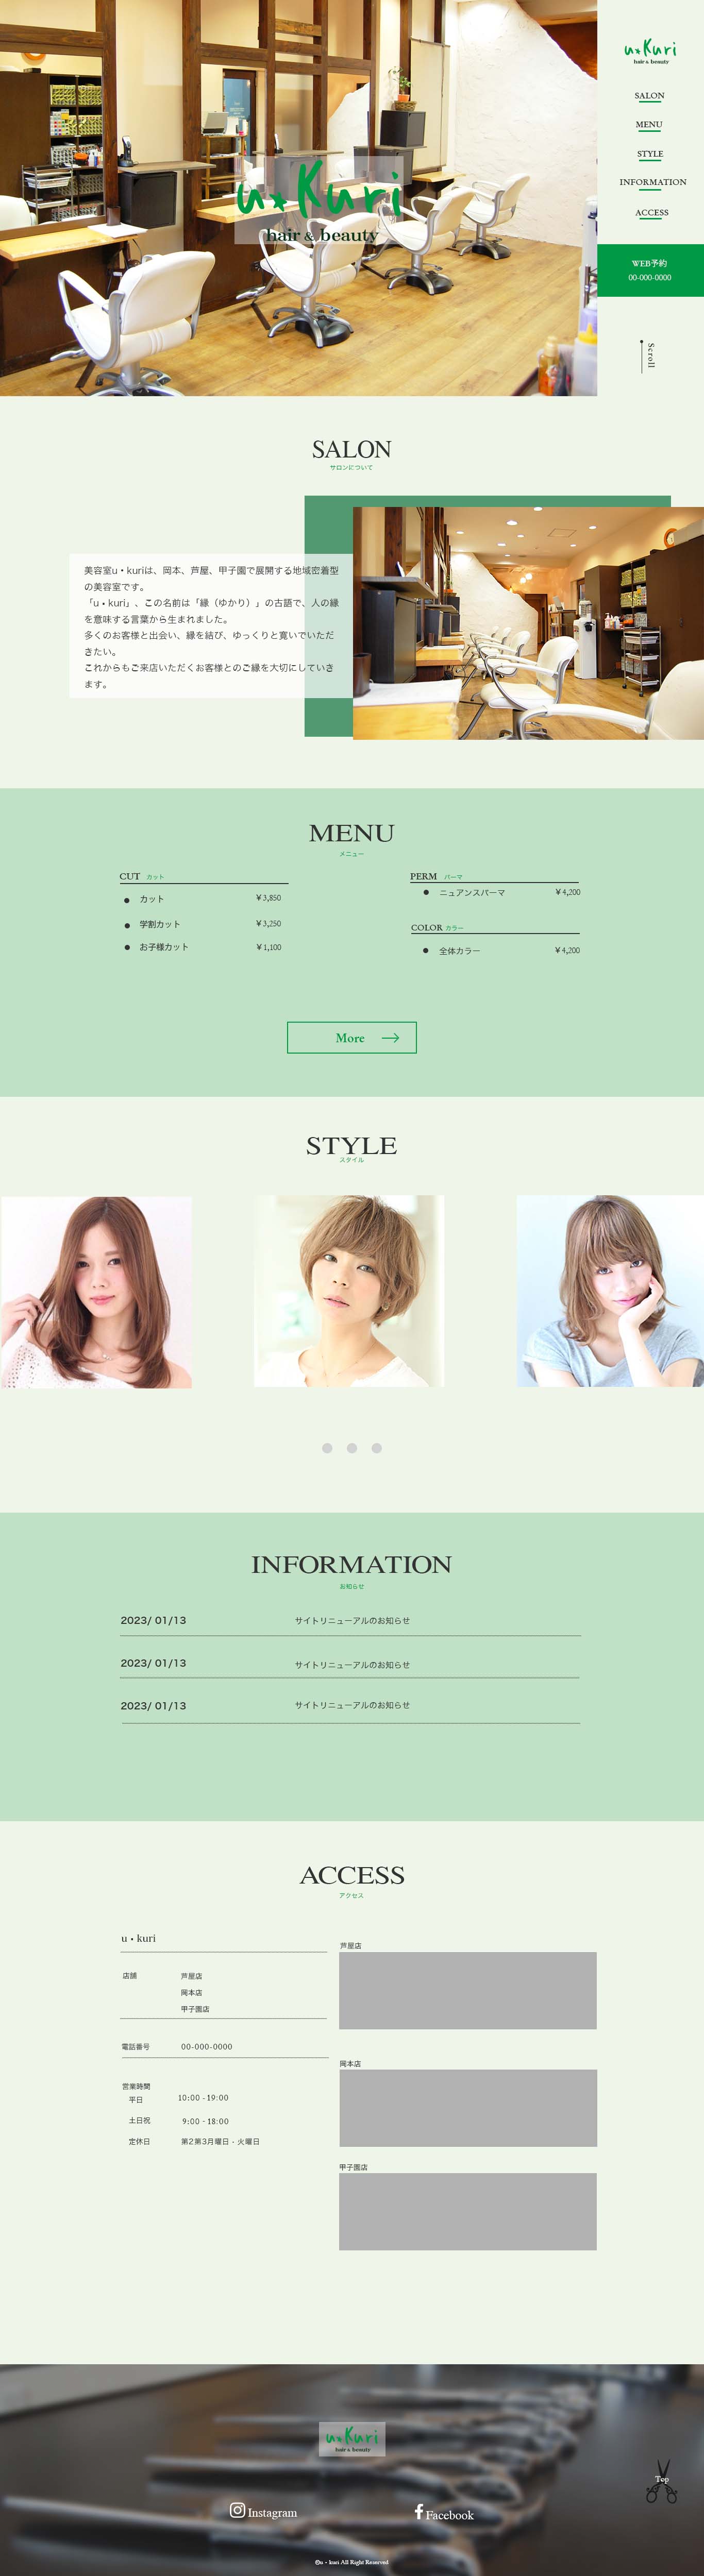 u★Kuri
hair & beauty
u★Kuri
hair & beauty
SALON
MENU
STYLE
INFORMATION
ACCESS
WEB予約
00-000-0000
Scroll
SALON
サロンについて
美容室u・kuriは、岡本、芦屋、甲子園で展開する地域密着型
の美容室です。
「u・kuri」、この名前は「縁（ゆかり）」の古語で、人の縁
を意味する言葉から生まれました。
多くのお客様と出会い、縁を結び、ゆっくりと寛いでいただ
きたい。
これからもご来店いただくお客様とのご縁を大切にしていき
ます。
MENU
メニュー
CUT カット
● カット ￥3,850
● 学割カット ￥3,250
● お子様カット ￥1,100
PERM パーマ
● ニュアンスパーマ ￥4,200
COLOR カラー
● 全体カラー ￥4,200
More →
STYLE
スタイル
INFORMATION
お知らせ
2023/ 01/13 サイトリニューアルのお知らせ
2023/ 01/13 サイトリニューアルのお知らせ
2023/ 01/13 サイトリニューアルのお知らせ
ACCESS
アクセス
u・kuri
店舗 芦屋店
岡本店
甲子園店
電話番号 00-000-0000
営業時間
平日 10:00 -19:00
土日祝 9:00 - 18:00
定休日 第2第3月曜日・火曜日
芦屋店
岡本店
甲子園店
u★Kuri
hair & beauty
Top
Instagram
Facebook
©u・kuri All Right Reserved